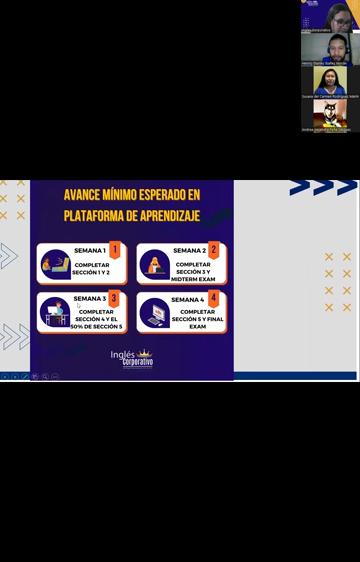 AVANCE MÍNIMO ESPERADO EN
PLATAFORMA DE APRENDIZAJE
SEMANA 1
1
COMPLETAR
SECCIÓN 1 Y 2
SEMANA 2
2
COMPLETAR
SECCIÓN 3 Y
MIDTERM EXAM
SEMANA 3
3
COMPLETAR
SECCIÓN 4 Y EL
50% DE SECCIÓN 5
SEMANA 4
4
COMPLETAR
SECCIÓN 5 Y FINAL
EXAM
Inglés
Corporativo